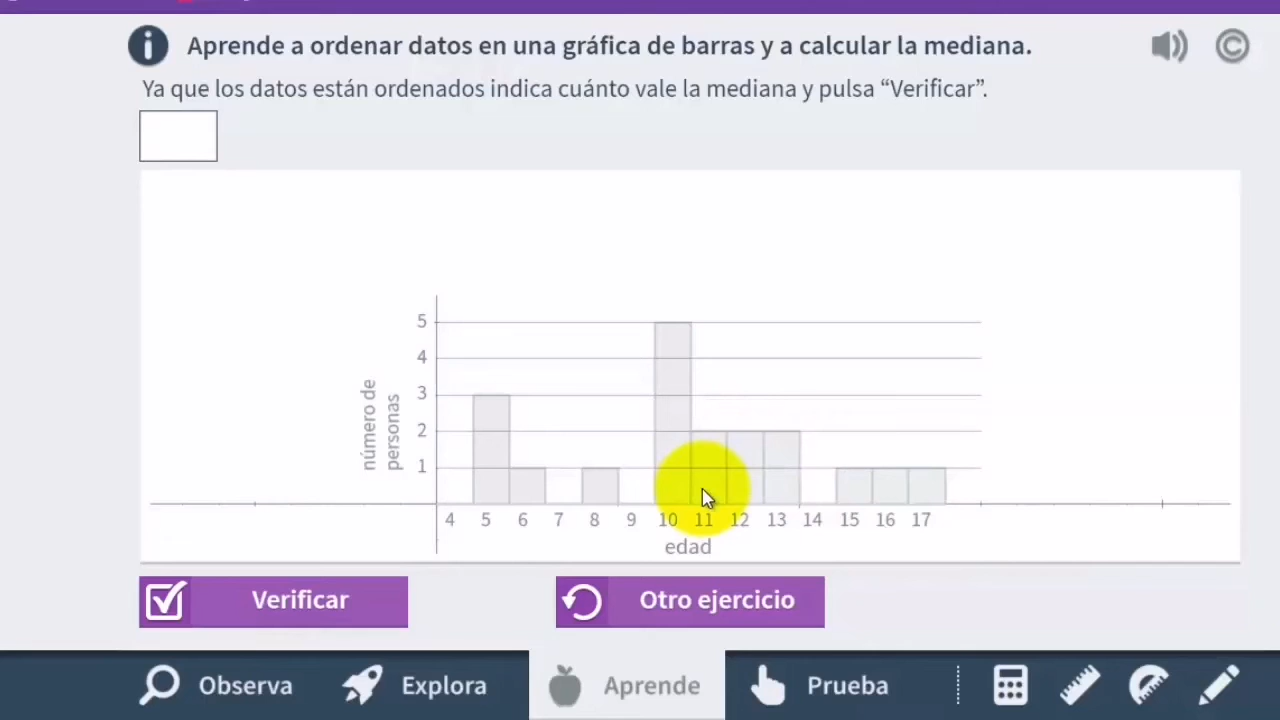 Aprende a ordenar datos en una gráfica de barras y a calcular la mediana.
Ya que los datos están ordenados indica cuánto vale la mediana y pulsa “Verificar”.
5
4
3
2
1
número de
personas
4 5 6 7 8 9 10 11 12 13 14 15 16 17
edad
Verificar
Otro ejercicio
Observa
Explora
Aprende
Prueba